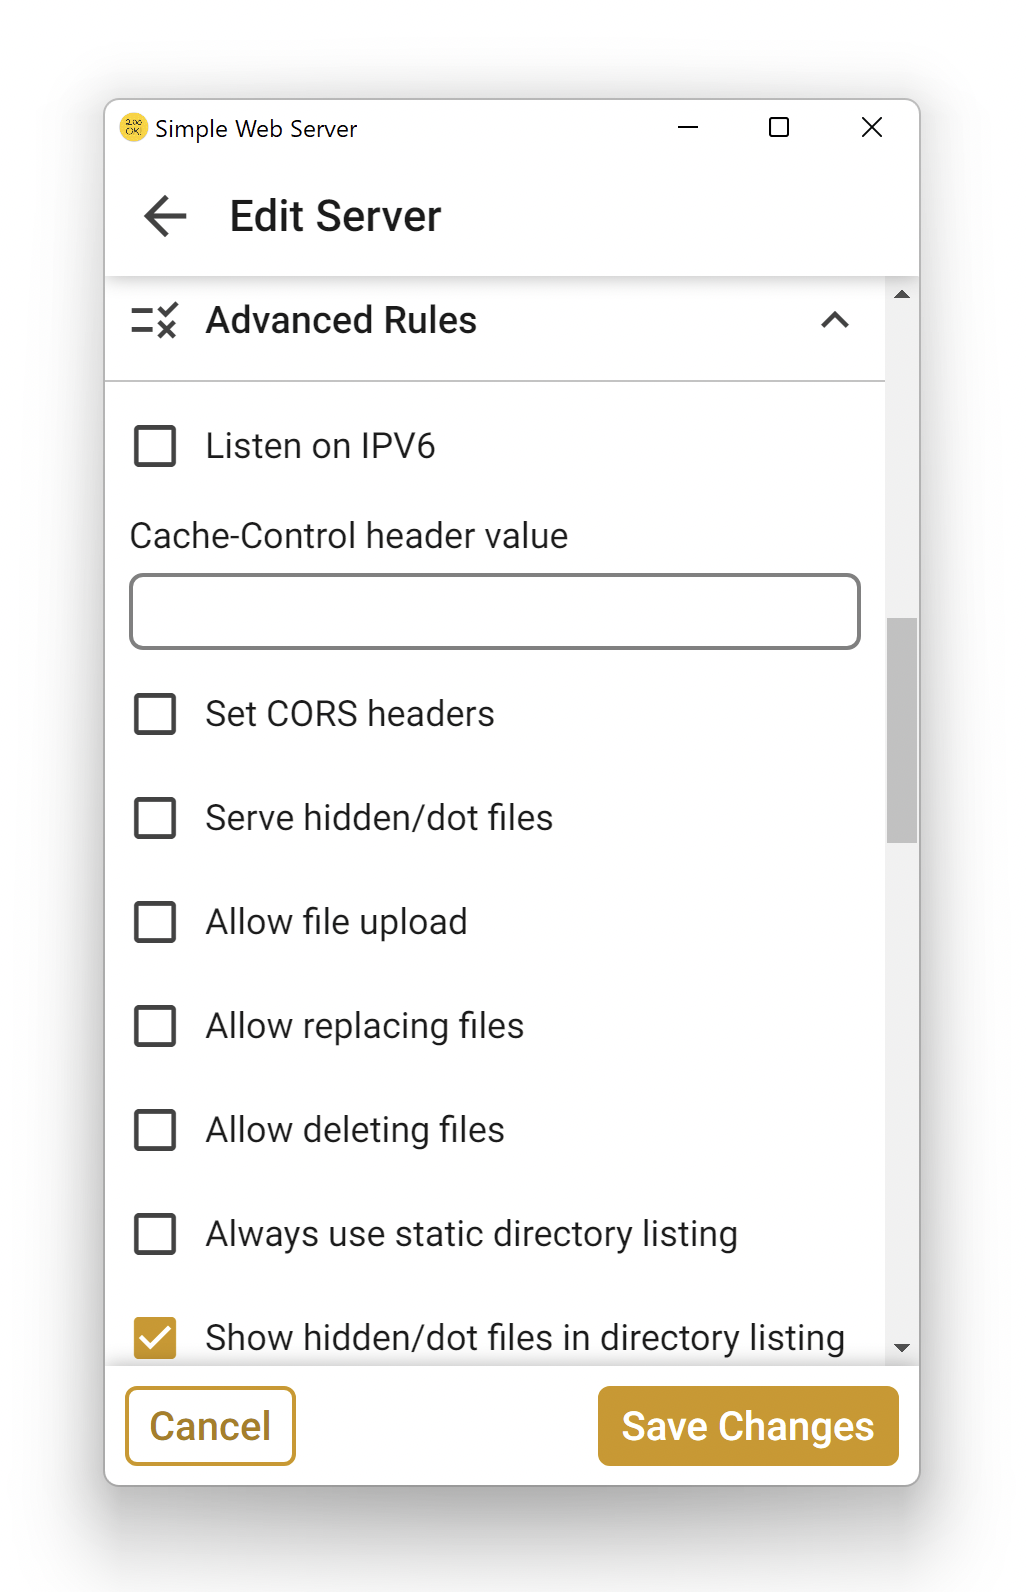 200
OK!
Simple Web Server
Edit Server
Advanced Rules
Listen on IPV6
Cache-Control header value
Set CORS headers
Serve hidden/dot files
Allow file upload
Allow replacing files
Allow deleting files
Always use static directory listing
Show hidden/dot files in directory listing
Cancel
Save Changes